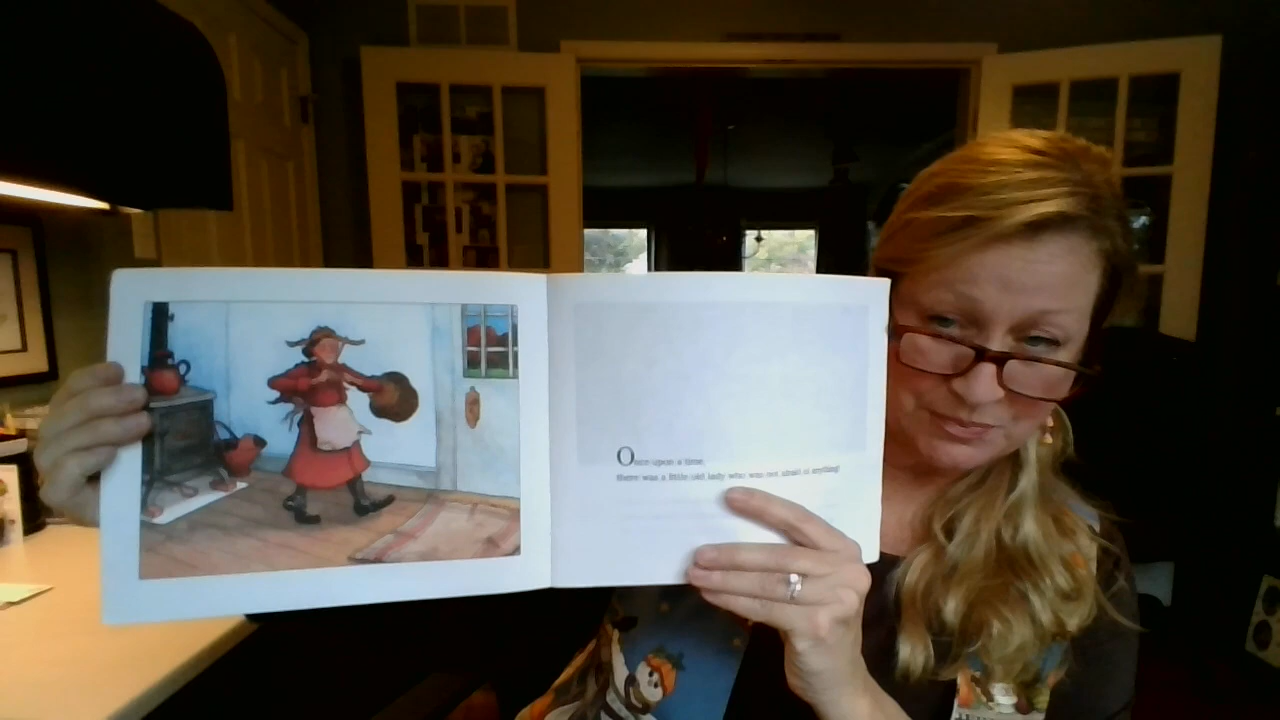 Once upon a time,
there was a little old lady who was not afraid of anything